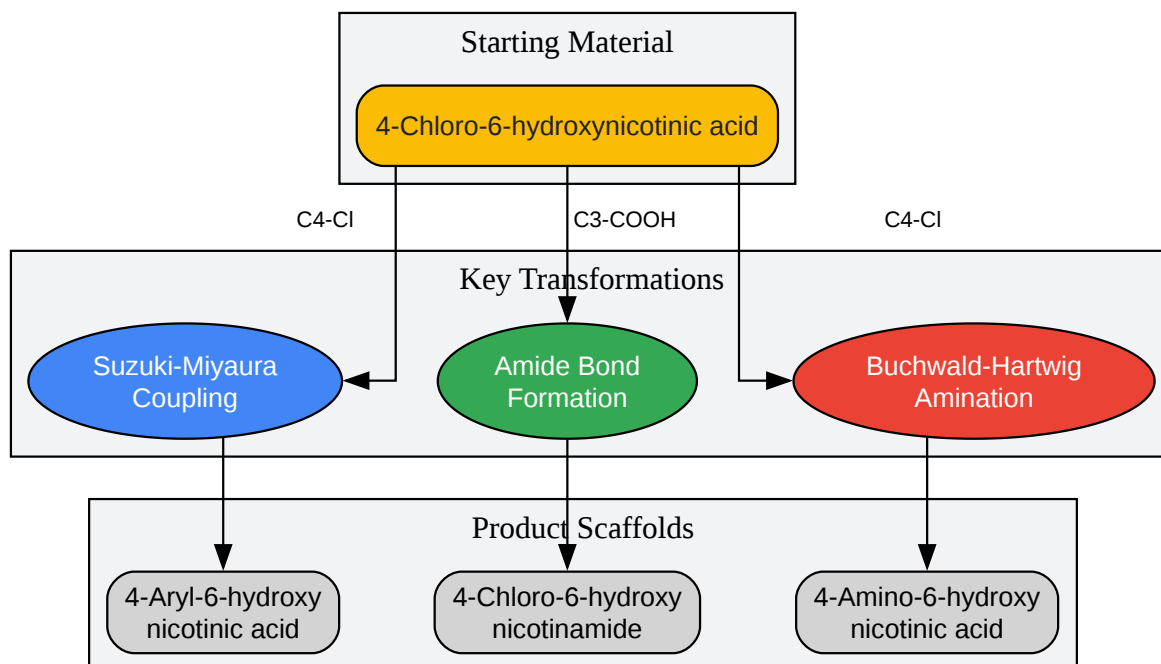 Starting Material
4-Chloro-6-hydroxynicotinic acid
C4-Cl
C3-COOH
C4-Cl
Key Transformations
Suzuki-Miyaura
Coupling
Amide Bond
Formation
Buchwald-Hartwig
Amination
Product Scaffolds
4-Aryl-6-hydroxy
nicotinic acid
4-Chloro-6-hydroxy
nicotinamide
4-Amino-6-hydroxy
nicotinic acid